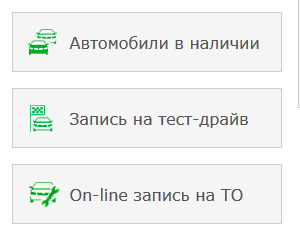 Автомобили в наличии
Запись на тест-драйв
On-line запись на ТО